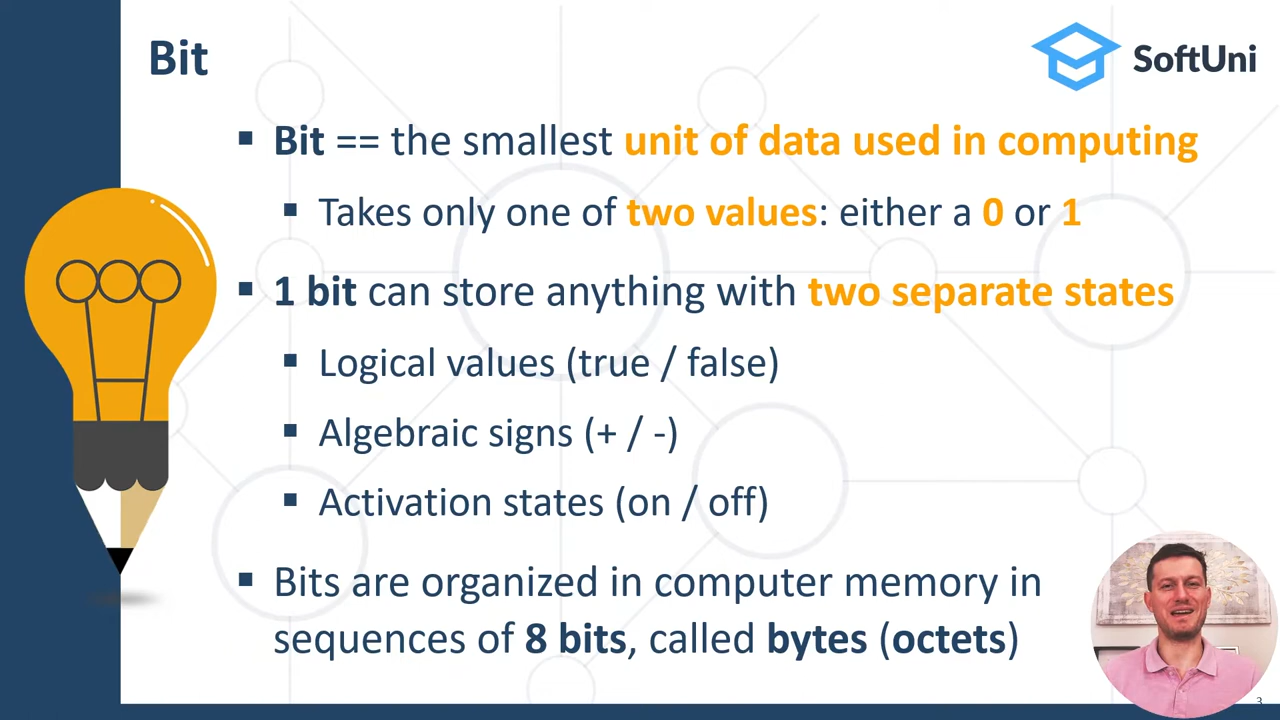 Bit
SoftUni
▪ Bit == the smallest unit of data used in computing
▪ Takes only one of two values: either a 0 or 1
▪ 1 bit can store anything with two separate states
▪ Logical values (true / false)
▪ Algebraic signs (+ / -)
▪ Activation states (on / off)
▪ Bits are organized in computer memory in
sequences of 8 bits, called bytes (octets)
3